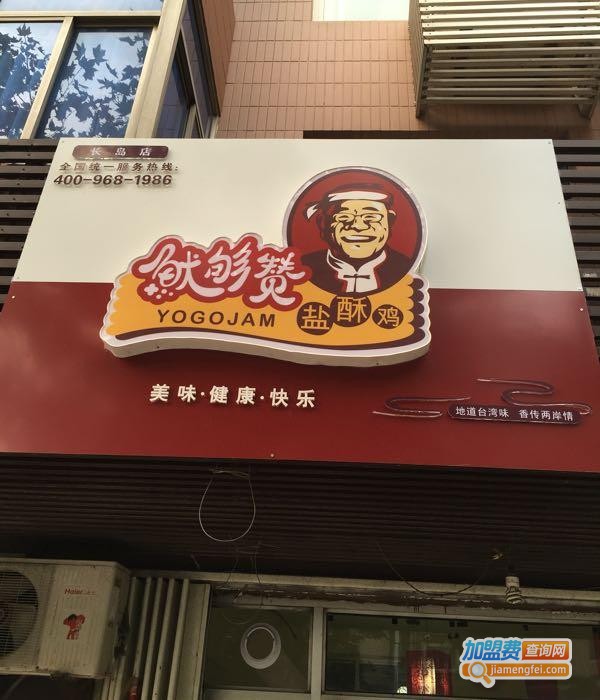 长岛店
全国统一服务热线:
400-968-1986
猷够赞
YOGOJAM 盐酥鸡
美味·健康·快乐
地道台湾味 香传两岸情
Haier
加盟费查询网
jiamengfei.com